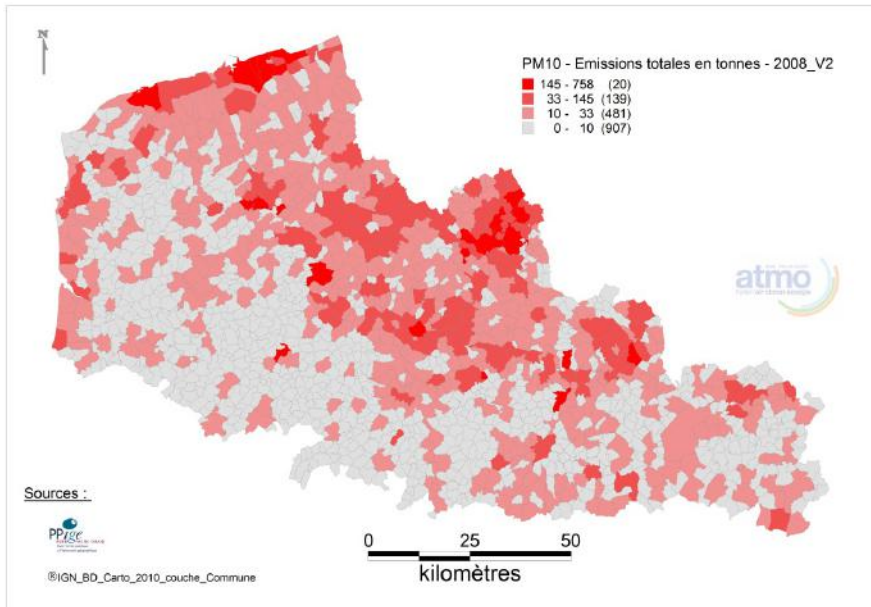 N
PM10 - Emissions totales en tonnes - 2008_V2
145 - 758 (20)
33 - 145 (139)
10 - 33 (481)
0 - 10 (907)
atmo
Sources :
PPige
0 25 50
kilomètres
®IGN_BD_Carto_2010_couche_Commune